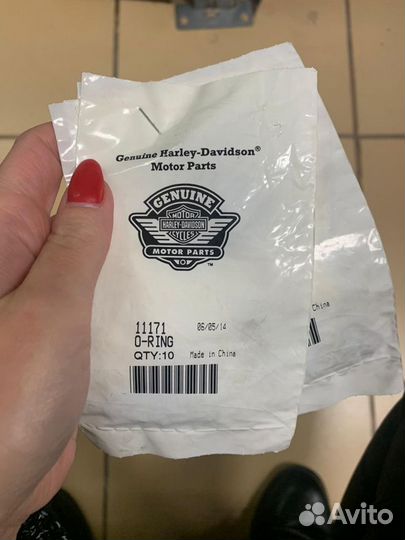 Genuine Harley-Davidson®
Motor Parts
GENUINE
MOTOR
HARLEY-DAVIDSON
CYCLES
MOTOR PARTS
™
11171 06/05/14
O-RING
QTY:10 Made in China
China
Avito